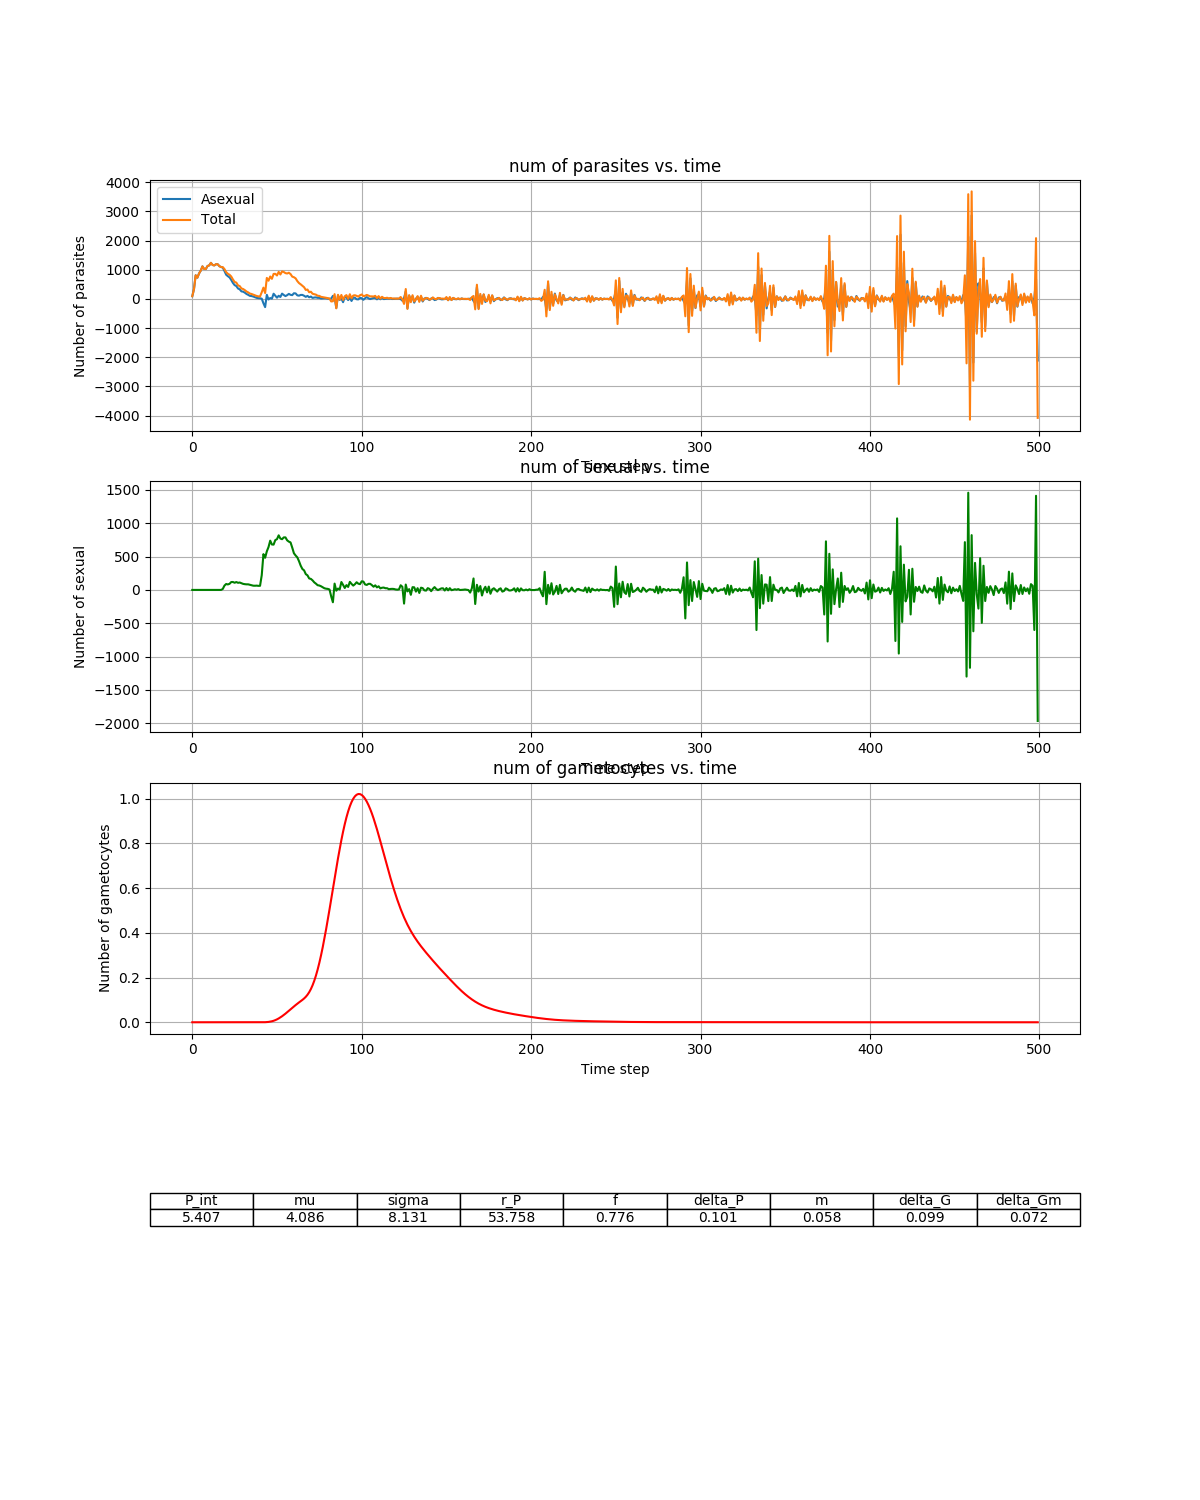 num of parasites vs. time
Asexual
Total
Number of parasites
4000
3000
2000
1000
0
−1000
−2000
−3000
−4000
0 100 200 300 400 500
Time step
num of sexual vs. time
Number of sexual
1500
1000
500
0
−500
−1000
−1500
−2000
0 100 200 300 400 500
Time step
num of gametocytes vs. time
Number of gametocytes
1.0
0.8
0.6
0.4
0.2
0.0
0 100 200 300 400 500
Time step
P_int mu sigma r_P f delta_P m delta_G delta_Gm
5.407 4.086 8.131 53.758 0.776 0.101 0.058 0.099 0.072